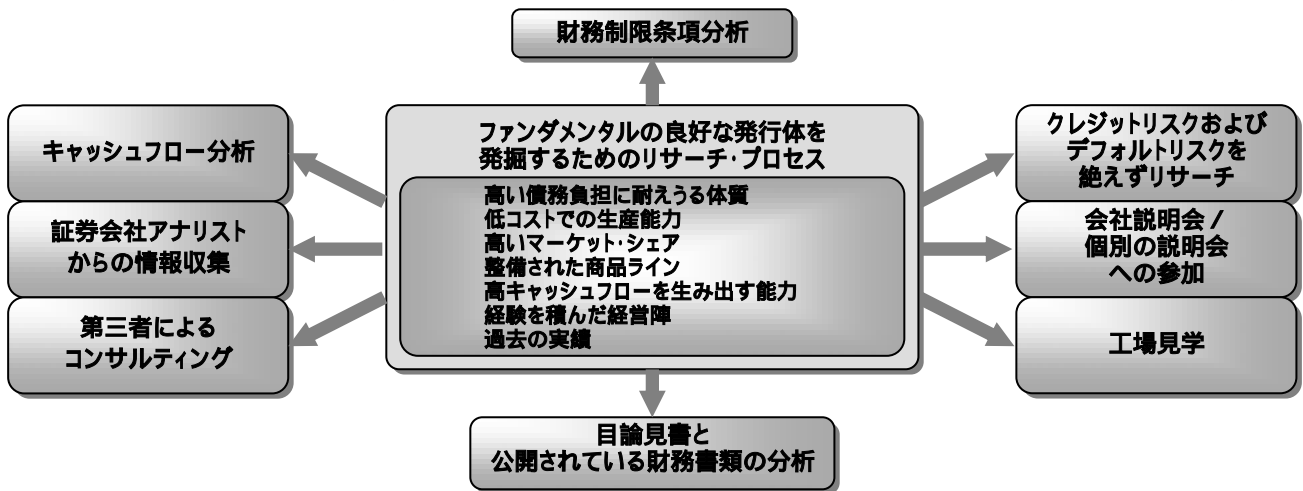 財務制限条項分析
キャッシュフロー分析
証券会社アナリスト
からの情報収集
第三者による
コンサルティング
ファンダメンタルの良好な発行体を
発掘するためのリサーチ・プロセス
高い債務負担に耐えうる体質
低コストでの生産能力
高いマーケット・シェア
整備された商品ライン
高キャッシュフローを生み出す能力
経験を積んだ経営陣
過去の実績
クレジットリスクおよび
デフォルトリスクを
絶えずリサーチ
会社説明会 /
個別の説明会
への参加
工場見学
目論見書と
公開されている財務書類の分析